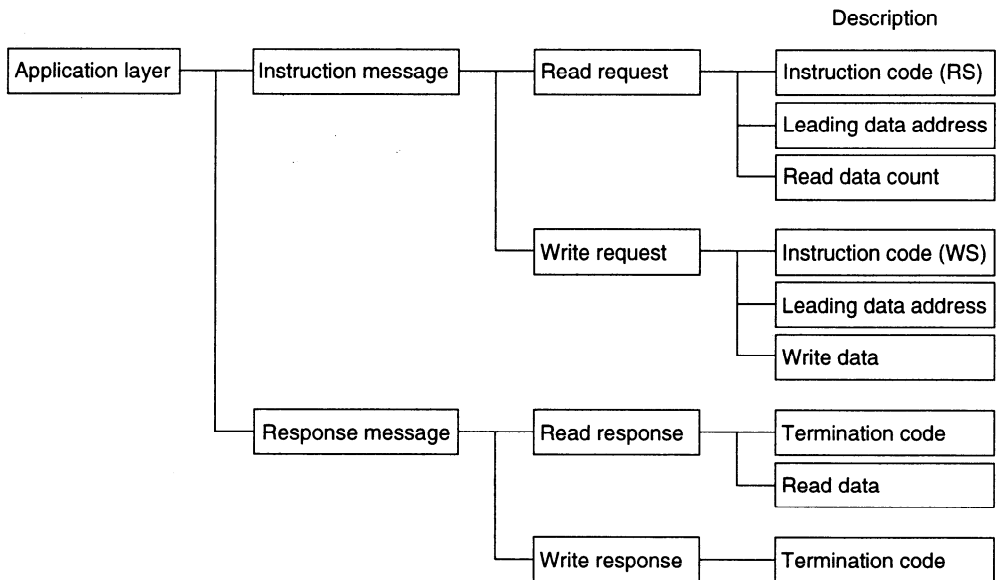 Description
Application layer
Instruction message
Read request
Instruction code (RS)
Leading data address
Read data count
Write request
Instruction code (WS)
Leading data address
Write data
Response message
Read response
Termination code
Read data
Write response
Termination code